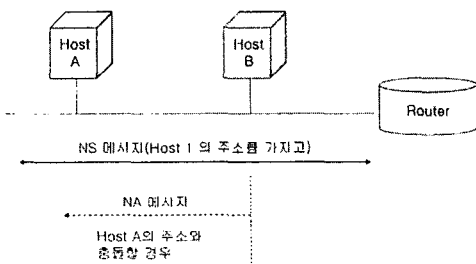 Host
A
Host
B
Router
NS 메시지(Host 1 의 주소를 가지고)
NA 메시지
Host A의 주소와
충돌할 경우